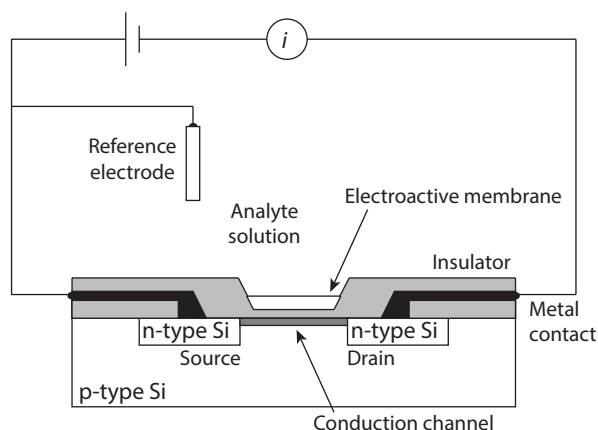 i
Reference
electrode
Electroactive membrane
Analyte
solution
Insulator
Metal
contact
n-type Si
n-type Si
Source
Drain
p-type Si
Conduction channel